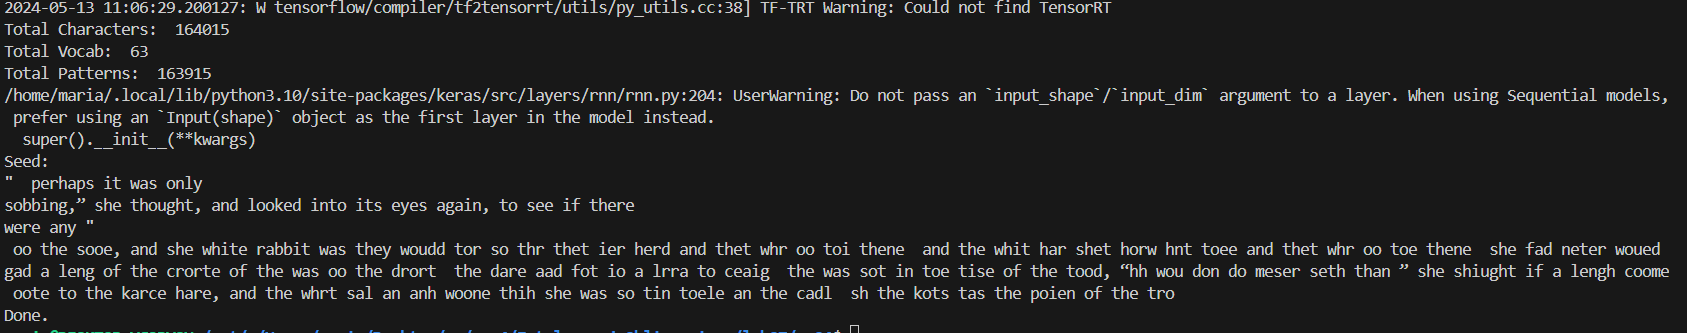 2024-05-13 11:06:29.200127: W tensorflow/compiler/tf2tensorrt/utils/py_utils.cc:38] TF-TRT Warning: Could not find TensorRT
Total Characters:  164015
Total Vocab:  63
Total Patterns:  163915
/home/maria/.local/lib/python3.10/site-packages/keras/src/layers/rnn/rnn.py:204: UserWarning: Do not pass an `input_shape`/`input_dim` argument to a layer. When using Sequential models,
 prefer using an `Input(shape)` object as the first layer in the model instead.
  super().__init__(**kwargs)
Seed:
"  perhaps it was only
sobbing,” she thought, and looked into its eyes again, to see if there
were any "
 oo the sooe, and she white rabbit was they woudd tor so thr thet ier herd and thet whr oo toi thene  and the whit har shet horw hnt toee and thet whr oo toe thene  she fad neter woued
gad a leng of the crorte of the was oo the drort  the dare aad fot io a lrra to ceaig  the was sot in toe tise of the tood, “hh wou don do meser seth than ” she shiught if a lengh coome
 oote to the karce hare, and the whrt sal an anh woone thih she was so tin toele an the cadl  sh the kots tas the poien of the tro
Done.